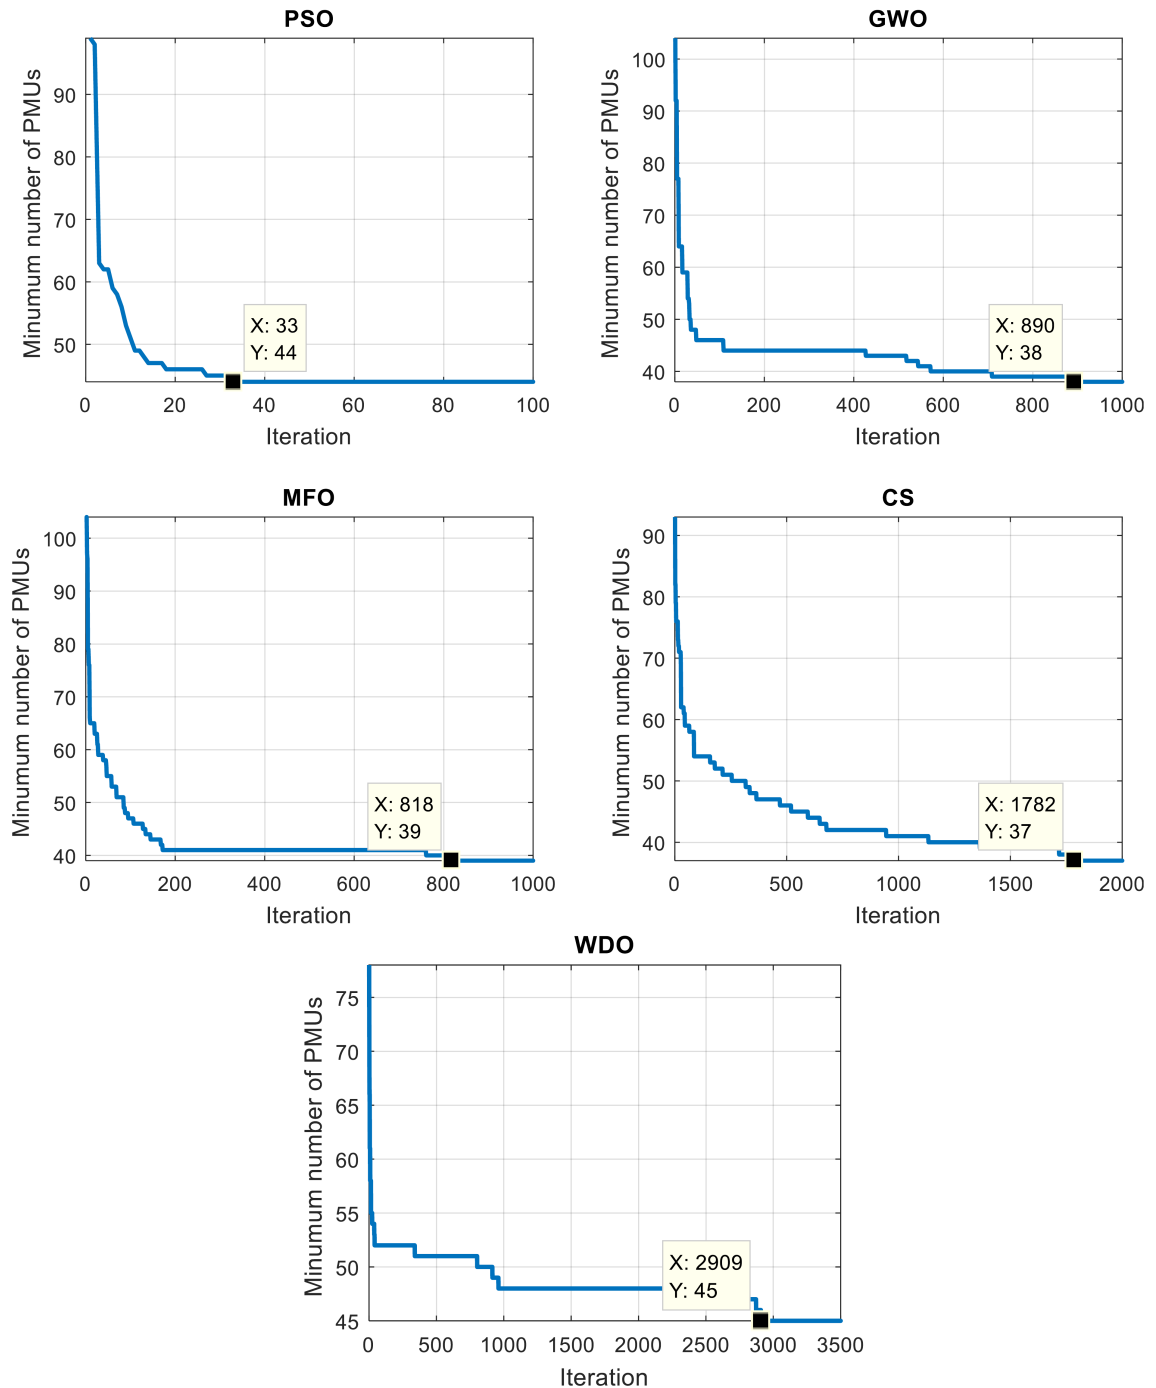 PSO
Minumum number of PMUs
90
80
70
60
50
X: 33
Y: 44
0 20 40 60 80 100
Iteration
GWO
Minumum number of PMUs
100
90
80
70
60
50
40
X: 890
Y: 38
0 200 400 600 800 1000
Iteration
MFO
Minumum number of PMUs
100
90
80
70
60
50
40
X: 818
Y: 39
0 200 400 600 800 1000
Iteration
CS
Minumum number of PMUs
90
80
70
60
50
40
X: 1782
Y: 37
0 500 1000 1500 2000
Iteration
WDO
Minumum number of PMUs
75
70
65
60
55
50
45
X: 2909
Y: 45
0 500 1000 1500 2000 2500 3000 3500
Iteration